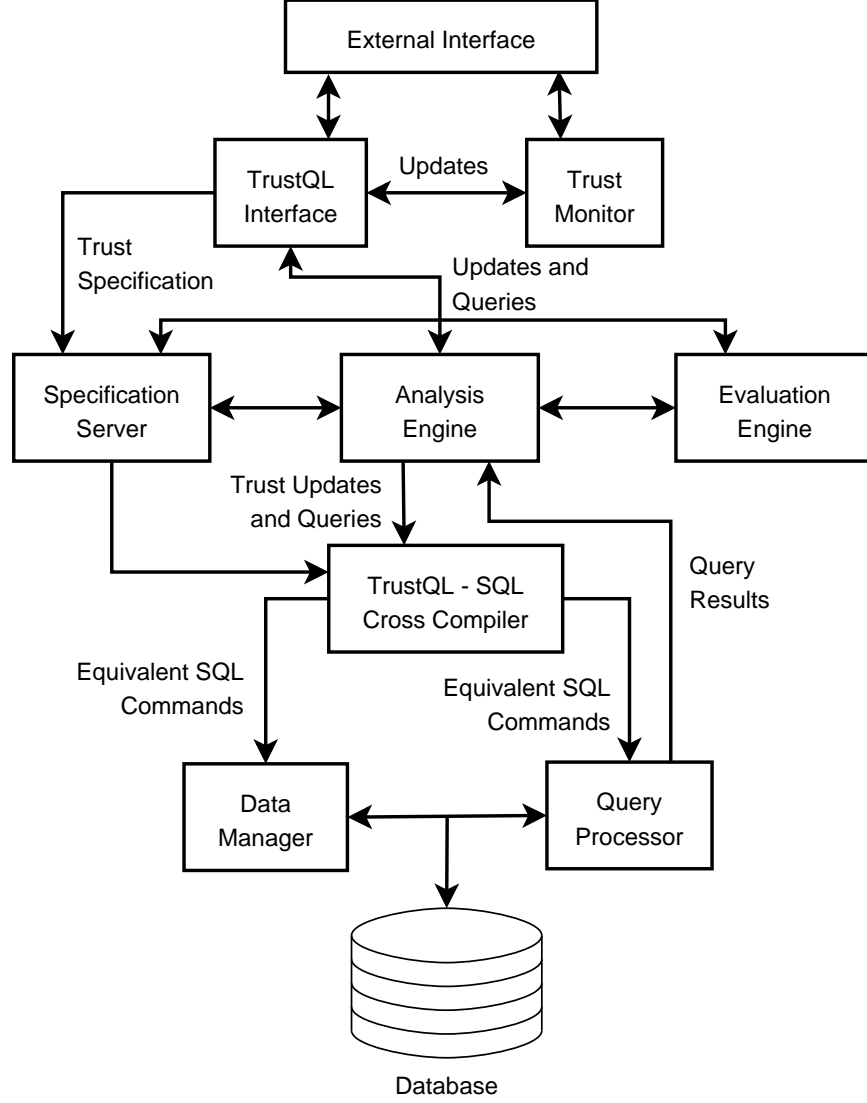 External Interface
TrustQL
Interface
Updates
Trust
Monitor
Trust
Specification
Updates and
Queries
Specification
Server
Analysis
Engine
Evaluation
Engine
Trust Updates
and Queries
TrustQL - SQL
Cross Compiler
Query
Results
Equivalent SQL
Commands
Equivalent SQL
Commands
Data
Manager
Query
Processor
Database